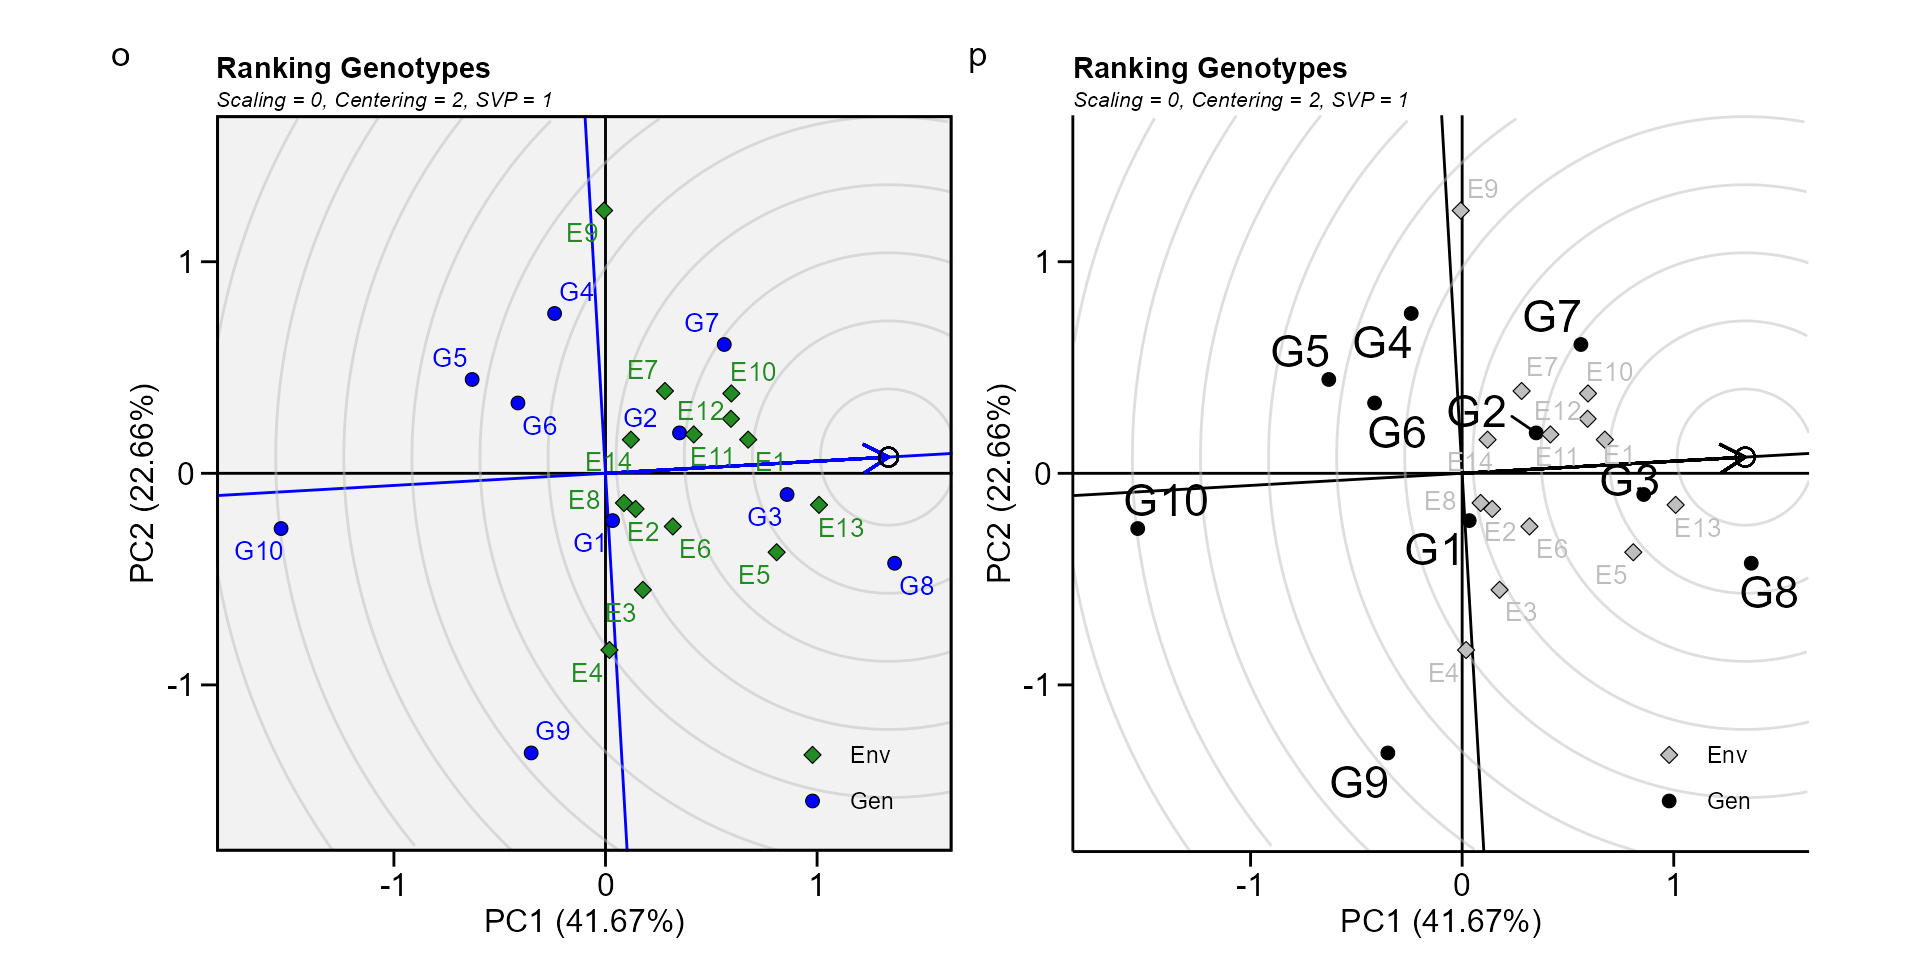 o
Ranking Genotypes
Scaling = 0, Centering = 2, SVP = 1
E9
G4
G7
G5
E7
E10
G2
E12
G6
E11
E14
E1
E8
G3
E2
E13
G1
G10
E6
E5
G8
E3
E4
G9
Env
Gen
1
0
-1
-1
0
1
PC1 (41.67%)
PC2 (22.66%)
p
Ranking Genotypes
Scaling = 0, Centering = 2, SVP = 1
E9
G7
G4
G5
E7
E10
G2
E12
G6
E11
E1
E14
G3
G10
E8
E2
E13
G1
E6
E5
G8
E3
E4
G9
Env
Gen
1
0
-1
-1
0
1
PC1 (41.67%)
PC2 (22.66%)